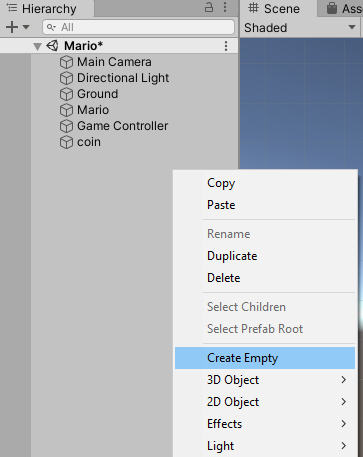 Hierarchy
All
Mario*
Main Camera
Directional Light
Ground
Mario
Game Controller
coin
Scene
Ass
Shaded
Copy
Paste
Rename
Duplicate
Delete
Select Children
Select Prefab Root
Create Empty
3D Object
2D Object
Effects
Light